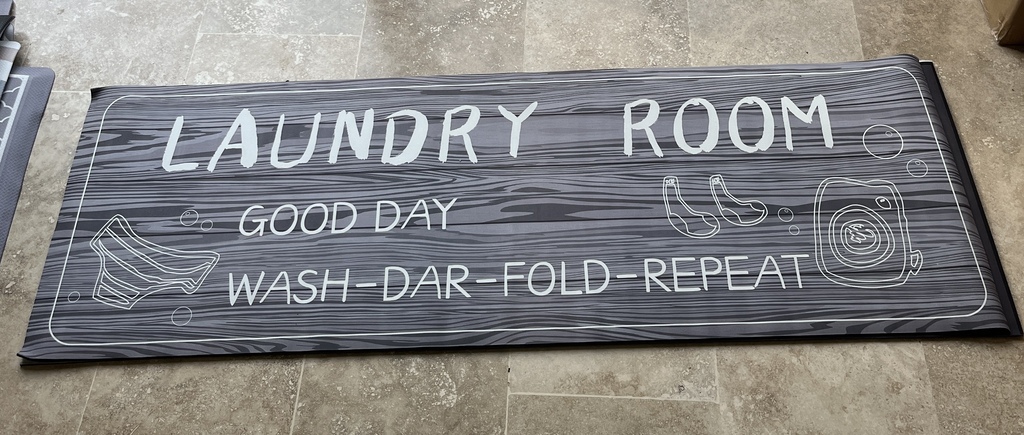 LAUNDRY ROOM
GOOD DAY
WASH-DAR-FOLD-REPEAT